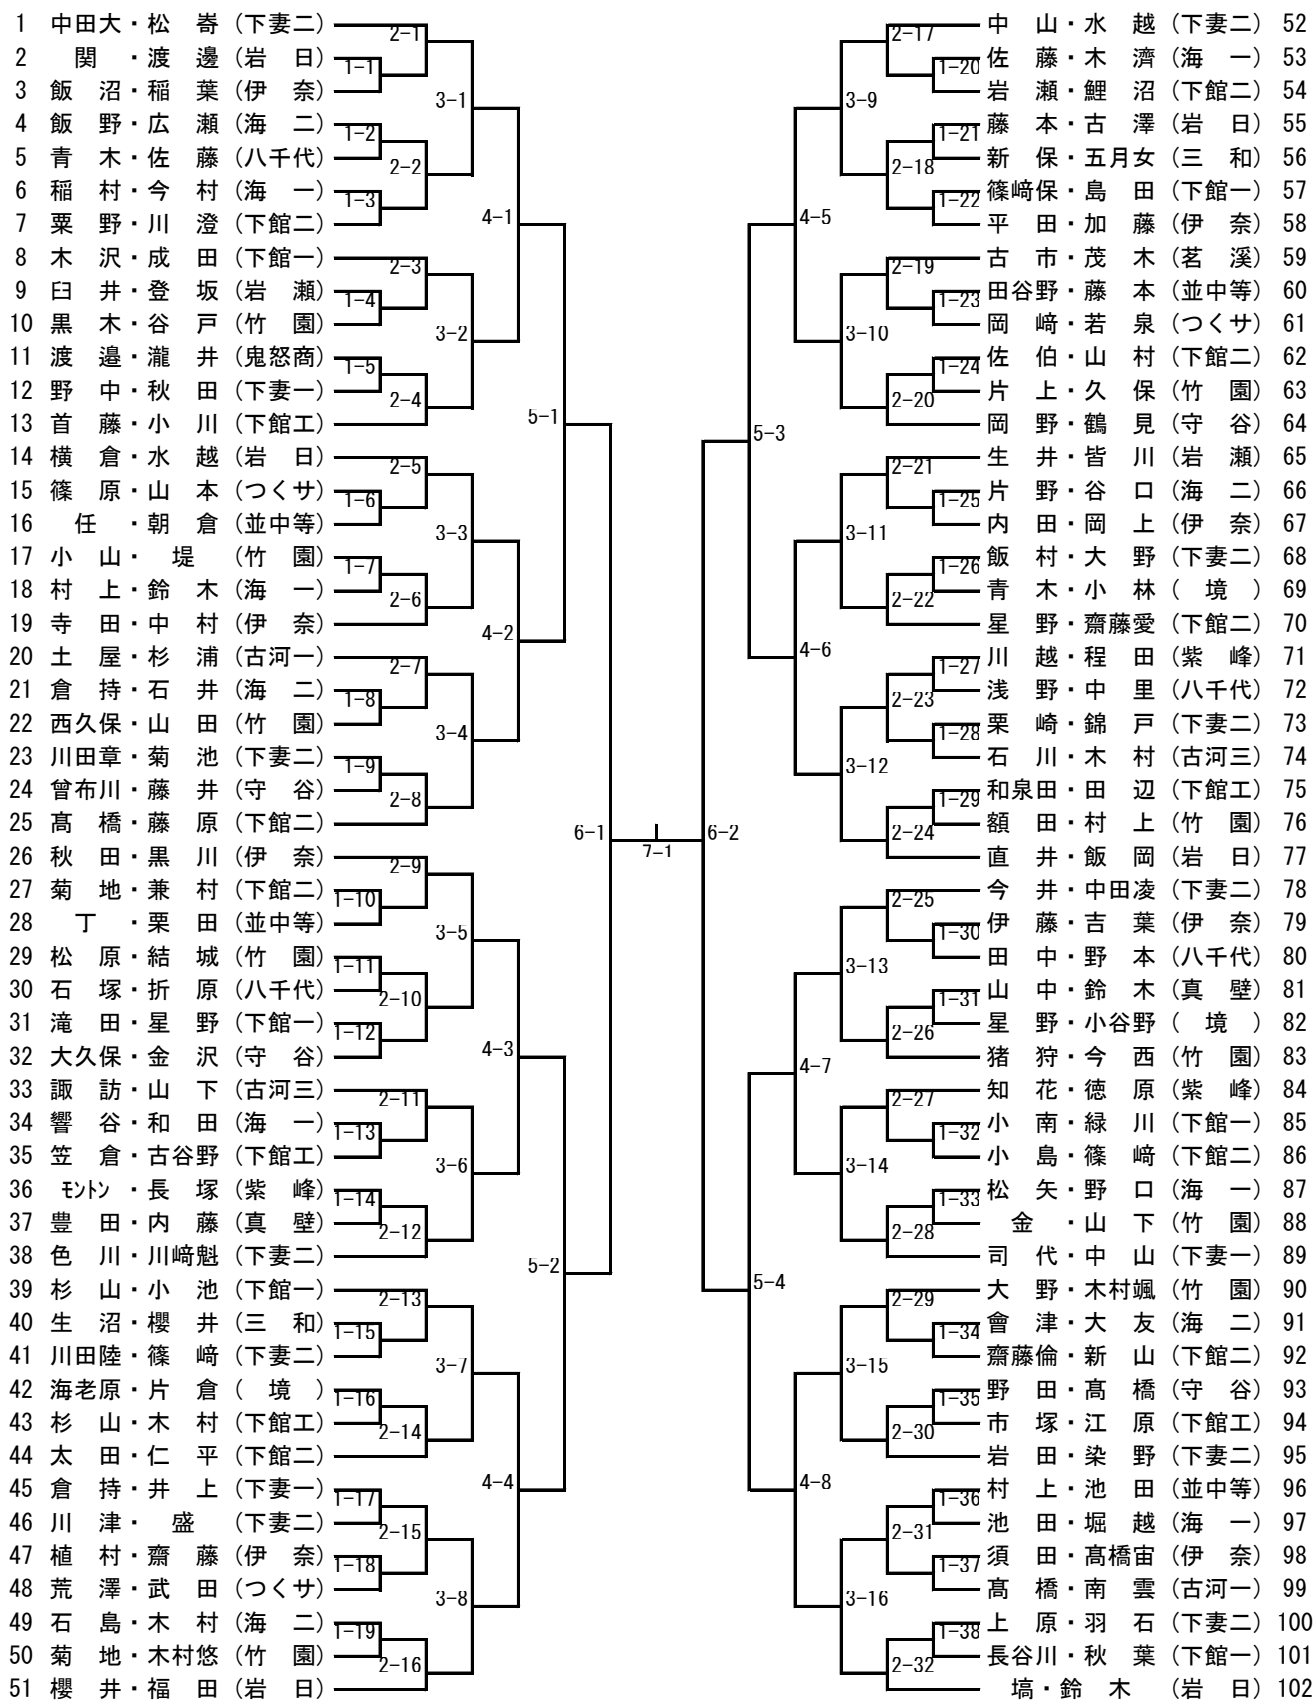 1 中田大・松 嵜 (下妻二)
2 関 ・渡 邊 (岩 日)
3 飯 沼・稲 葉 (伊 奈)
4 飯 野・広 瀬 (海 二)
5 青 木・佐 藤 (八千代)
6 稲 村・今 村 (海 一)
7 粟 野・川 澄 (下館二)
8 木 沢・成 田 (下館一)
9 臼 井・登 坂 (岩 瀬)
10 黒 木・谷 戸 (竹 園)
11 渡 邉・瀧 井 (鬼怒商)
12 野 中・秋 田 (下妻一)
13 首 藤・小 川 (下館工)
14 横 倉・水 越 (岩 日)
15 篠 原・山 本 (つくサ)
16 任 ・朝 倉 (並中等)
17 小 山・ 堤 (竹 園)
18 村 上・鈴 木 (海 一)
19 寺 田・中 村 (伊 奈)
20 土 屋・杉 浦 (古河一)
21 倉 持・石 井 (海 二)
22 西久保・山 田 (竹 園)
23 川田章・菊 池 (下妻二)
24 曾布川・藤 井 (守 谷)
25 髙 橋・藤 原 (下館二)
26 秋 田・黒 川 (伊 奈)
27 菊 地・兼 村 (下館二)
28 丁 ・栗 田 (並中等)
29 松 原・結 城 (竹 園)
30 石 塚・折 原 (八千代)
31 滝 田・星 野 (下館一)
32 大久保・金 沢 (守 谷)
33 諏 訪・山 下 (古河三)
34 響 谷・和 田 (海 一)
35 笠 倉・古谷野 (下館工)
36 モントン ・長 塚 (紫 峰)
37 豊 田・内 藤 (真 壁)
38 色 川・川﨑魁 (下妻二)
39 杉 山・小 池 (下館一)
40 生 沼・櫻 井 (三 和)
41 川田陸・篠 﨑 (下妻二)
42 海老原・片 倉 ( 境 )
43 杉 山・木 村 (下館工)
44 太 田・仁 平 (下館二)
45 倉 持・井 上 (下妻一)
46 川 津・ 盛 (下妻二)
47 植 村・齋 藤 (伊 奈)
48 荒 澤・武 田 (つくサ)
49 石 島・木 村 (海 二)
50 菊 地・木村悠 (竹 園)
51 櫻 井・福 田 (岩 日)
1-1
1-2
1-3
1-4
1-5
1-6
1-7
1-8
1-9
1-10
1-11
1-12
1-13
1-14
1-15
1-16
1-17
1-18
1-19
2-1
2-2
2-3
2-4
2-5
2-6
2-7
2-8
2-9
2-10
2-11
2-12
2-13
2-14
2-15
2-16
3-1
3-2
3-3
3-4
3-5
3-6
3-7
3-8
4-1
4-2
4-3
4-4
5-1
5-2
6-1
7-1
6-2
5-3
5-4
4-5
4-6
4-7
4-8
3-9
3-10
3-11
3-12
3-13
3-14
3-15
3-16
2-17
2-18
2-19
2-20
2-21
2-22
2-23
2-24
2-25
2-26
2-27
2-28
2-29
2-30
2-31
2-32
1-20
1-21
1-22
1-23
1-24
1-25
1-26
1-27
1-28
1-29
1-30
1-31
1-32
1-33
1-34
1-35
1-36
1-37
1-38
中 山・水 越 (下妻二) 52
佐 藤・木 濟 (海 一) 53
岩 瀬・鯉 沼 (下館二) 54
藤 本・古 澤 (岩 日) 55
新 保・五月女 (三 和) 56
篠﨑保・島 田 (下館一) 57
平 田・加 藤 (伊 奈) 58
古 市・茂 木 (茗 溪) 59
田谷野・藤 本 (並中等) 60
岡 﨑・若 泉 (つくサ) 61
佐 伯・山 村 (下館二) 62
片 上・久 保 (竹 園) 63
岡 野・鶴 見 (守 谷) 64
生 井・皆 川 (岩 瀬) 65
片 野・谷 口 (海 二) 66
内 田・岡 上 (伊 奈) 67
飯 村・大 野 (下妻二) 68
青 木・小 林 ( 境 ) 69
星 野・齋藤愛 (下館二) 70
川 越・程 田 (紫 峰) 71
浅 野・中 里 (八千代) 72
栗 崎・錦 戸 (下妻二) 73
石 川・木 村 (古河三) 74
和泉田・田 辺 (下館工) 75
額 田・村 上 (竹 園) 76
直 井・飯 岡 (岩 日) 77
今 井・中田凌 (下妻二) 78
伊 藤・吉 葉 (伊 奈) 79
田 中・野 本 (八千代) 80
山 中・鈴 木 (真 壁) 81
星 野・小谷野 ( 境 ) 82
猪 狩・今 西 (竹 園) 83
知 花・徳 原 (紫 峰) 84
小 南・緑 川 (下館一) 85
小 島・篠 﨑 (下館二) 86
松 矢・野 口 (海 一) 87
金 ・山 下 (竹 園) 88
司 代・中 山 (下妻一) 89
大 野・木村颯 (竹 園) 90
會 津・大 友 (海 二) 91
齋藤倫・新 山 (下館二) 92
野 田・髙 橋 (守 谷) 93
市 塚・江 原 (下館工) 94
岩 田・染 野 (下妻二) 95
村 上・池 田 (並中等) 96
池 田・堀 越 (海 一) 97
須 田・髙橋宙 (伊 奈) 98
髙 橋・南 雲 (古河一) 99
上 原・羽 石 (下妻二) 100
長谷川・秋 葉 (下館一) 101
塙・鈴 木 (岩 日) 102